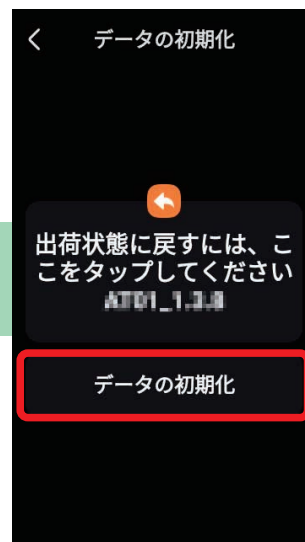 データの初期化
出荷状態に戻すには、こ
こをタップしてください
データの初期化